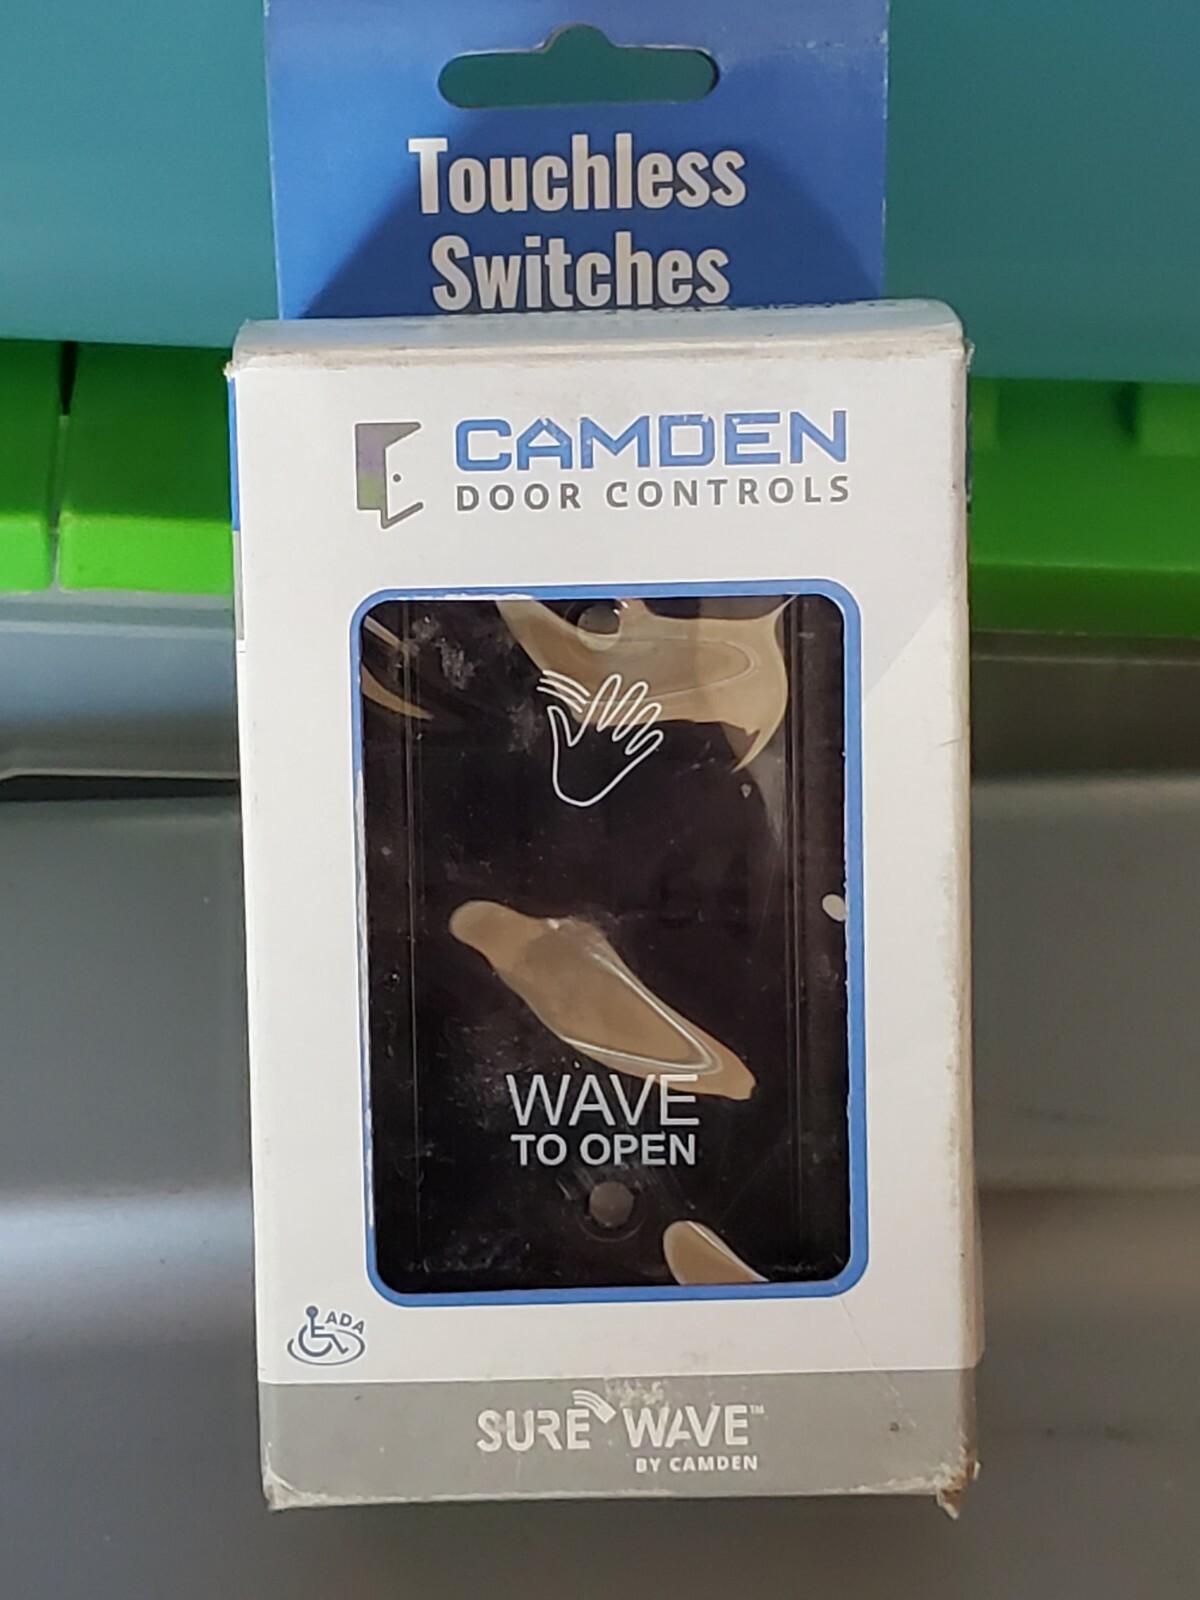 Touchless
Switches
CAMDEN
DOOR CONTROLS
WAVE
TO OPEN
ADA
SURE WAVE™
BY CAMDEN